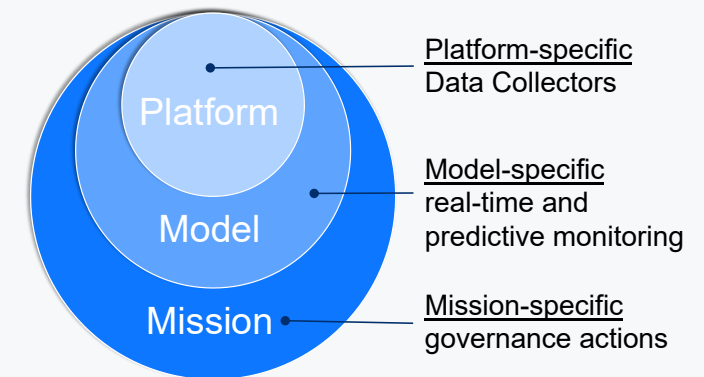 Platform
Model
Mission
Platform-specific
Data Collectors
Model-specific
real-time and
predictive monitoring
Mission-specific
governance actions